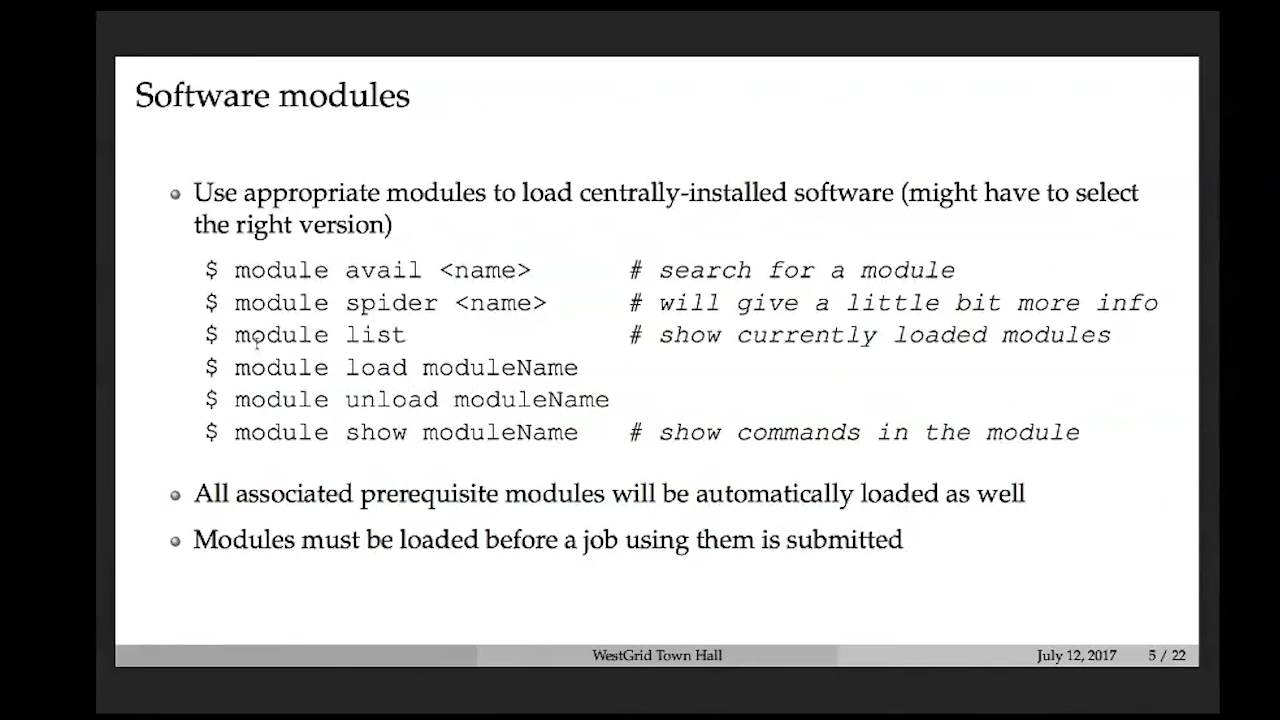 Software modules
Use appropriate modules to load centrally-installed software (might have to select
the right version)
$ module avail <name> # search for a module
$ module spider <name> # will give a little bit more info
$ module list # show currently loaded modules
$ module load moduleName
$ module unload moduleName
$ module show moduleName # show commands in the module
All associated prerequisite modules will be automatically loaded as well
Modules must be loaded before a job using them is submitted
WestGrid Town Hall July 12, 2017 5 / 22